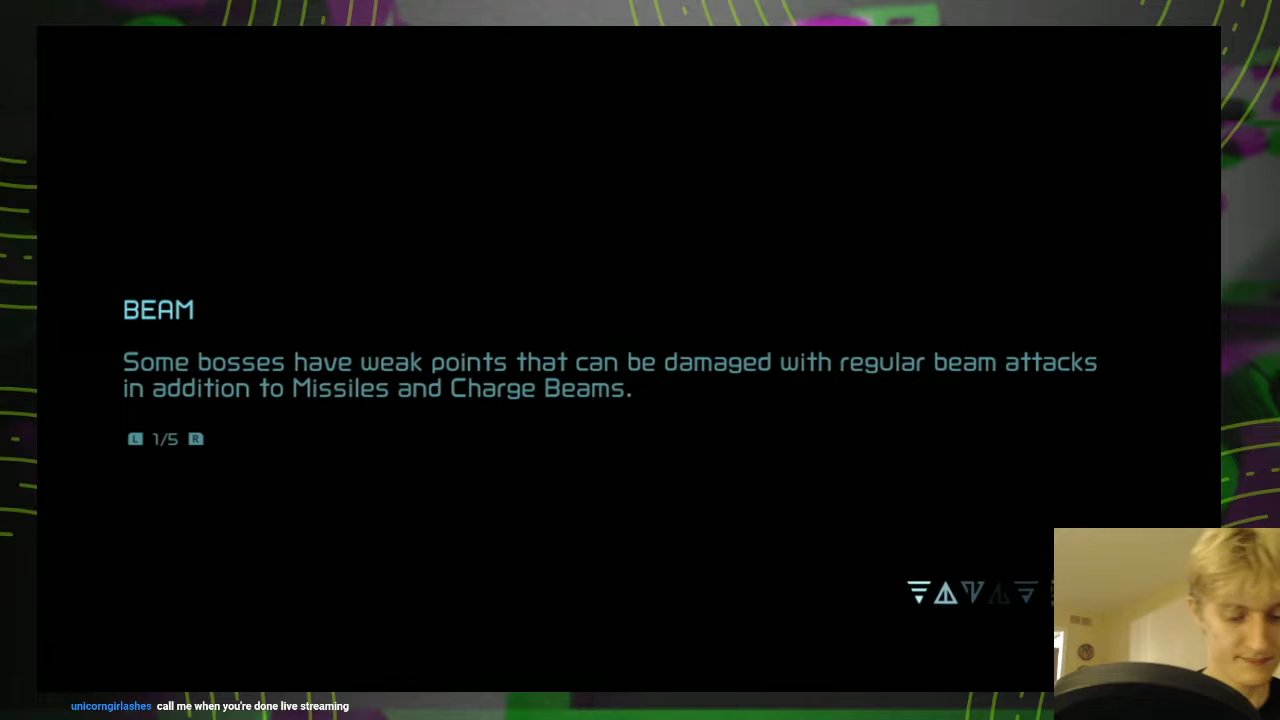 BEAM
Some bosses have weak points that can be damaged with regular beam attacks
in addition to Missiles and Charge Beams.
L 1/5 R
unicorngirlashes call me when you're done live streaming